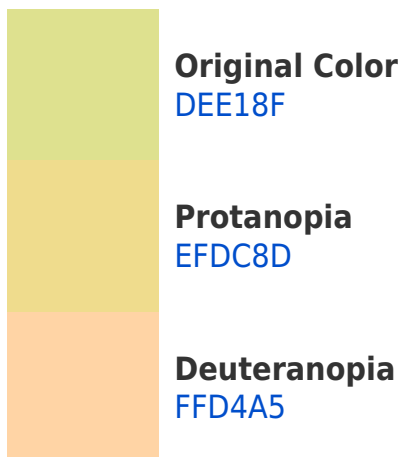 Original Color
DEE18F
Protanopia
EFDC8D
Deuteranopia
FFD4A5